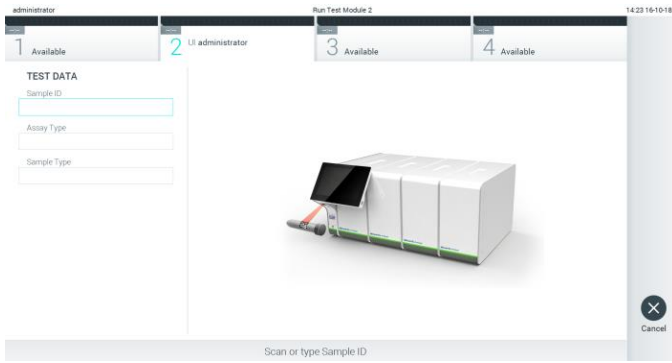 administrator
Run Test Module 2
14:23 16-10-18
--:--
1 Available
--:--
2 UI administrator
--:--
3 Available
--:--
4 Available
TEST DATA
Sample ID
Assay Type
Sample Type
Cancel
Scan or type Sample ID